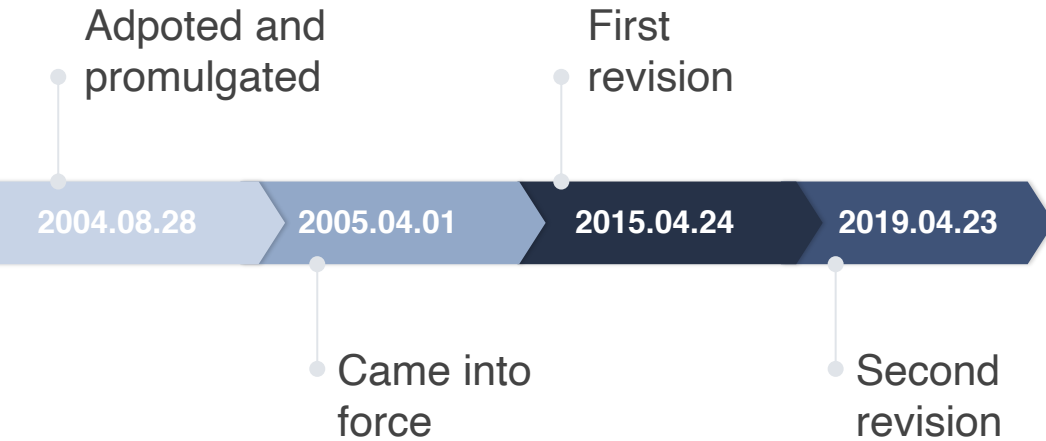 Adpoted and
promulgated
First
revision
2004.08.28
2005.04.01
2015.04.24
2019.04.23
Came into
force
Second
revision